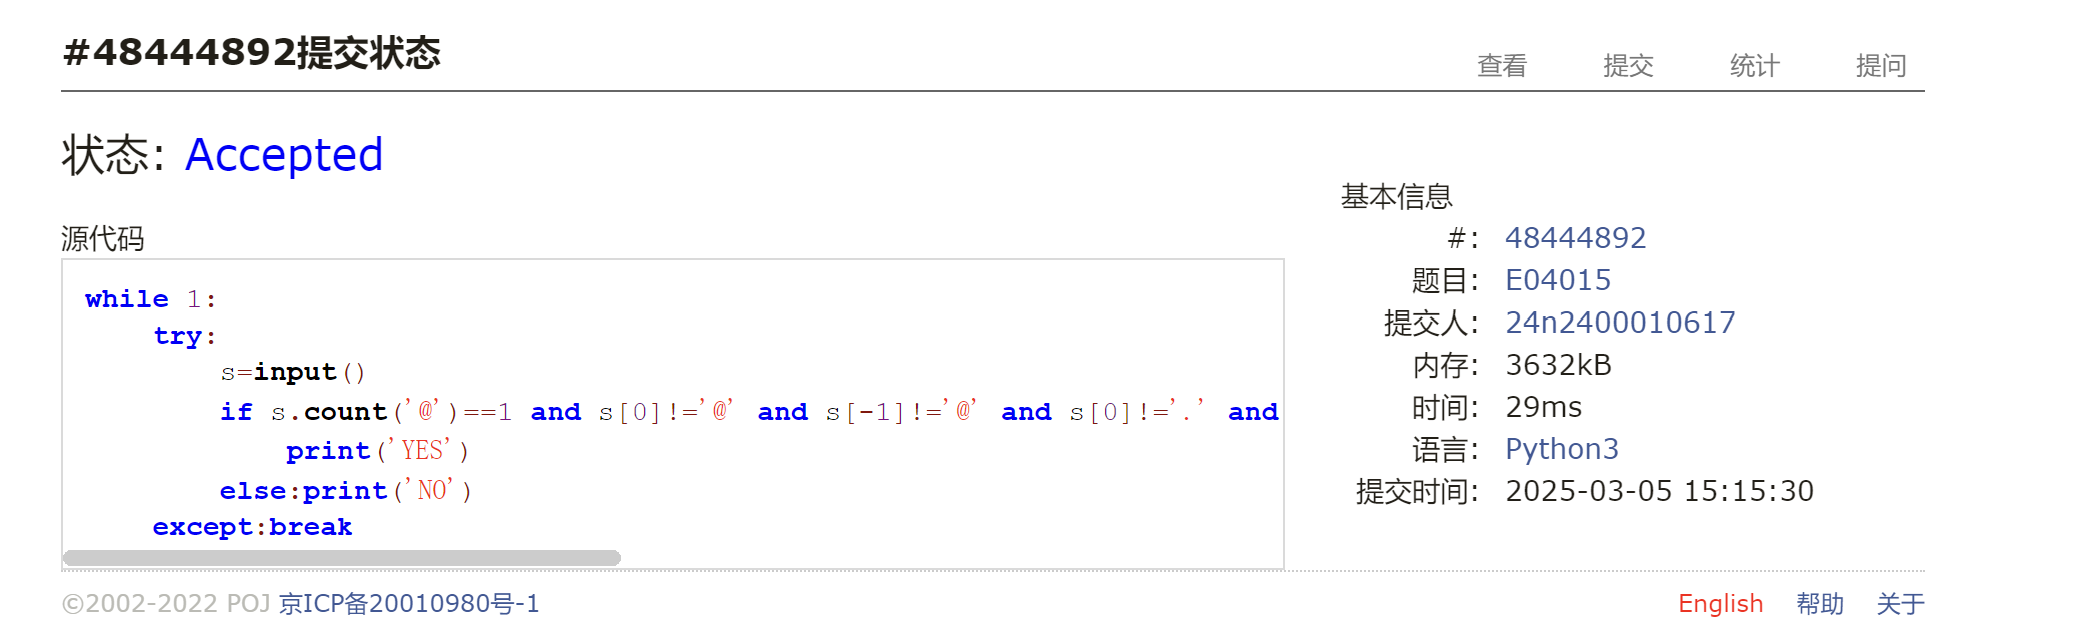 #48444892提交状态
查看 提交 统计 提问
状态: Accepted
源代码
while 1:
    try:
        s=input()
        if s.count('@')==1 and s[0]!='@' and s[-1]!='@' and s[0]!='.' and
            print('YES')
        else:print('NO')
    except:break
基本信息
#: 48444892
题目: E04015
提交人: 24n2400010617
内存: 3632kB
时间: 29ms
语言: Python3
提交时间: 2025-03-05 15:15:30
©2002-2022 POJ 京ICP备20010980号-1
English 帮助 关于